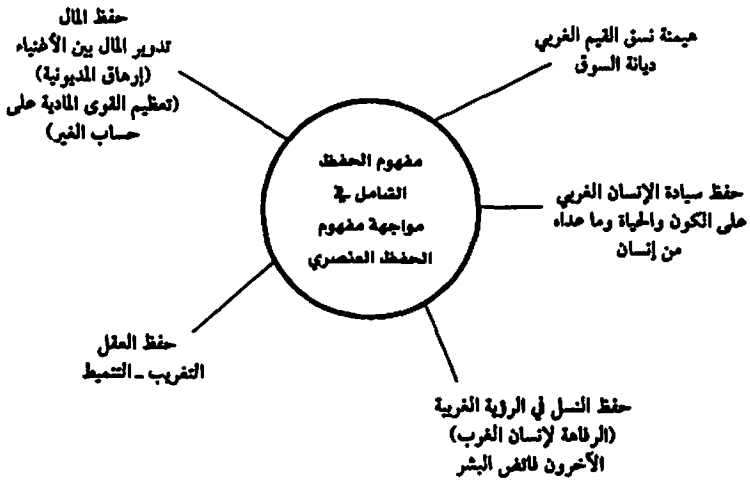 هيمنة نسق القيم الغربي
ديانة السوق
حفظ سيادة الإنسان الغربي
على الكون والحياة وما عداه
من إنسان
حفظ النسل في الرؤية الغربية
(الرفاهة لإنسان الغرب)
الآخرون فائض البشر
حفظ العقل
التغريب - التنميط
حفظ المال
تدوير المال بين الأغنياء
(إرهاق المديونية)
(تعظيم القوى المادية على
حساب الغير)
مفهوم الحفظ
الشامل في
مواجهة مفهوم
الحفظ العنصري